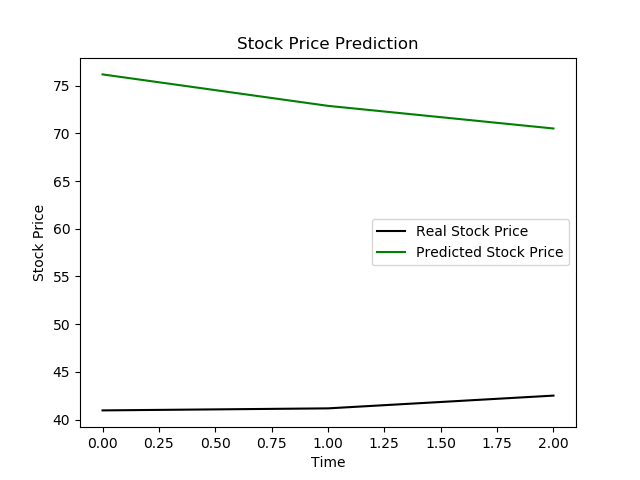 Stock Price Prediction
Stock Price
75
70
65
60
55
50
45
40
Real Stock Price
Predicted Stock Price
0.00 0.25 0.50 0.75 1.00 1.25 1.50 1.75 2.00
Time